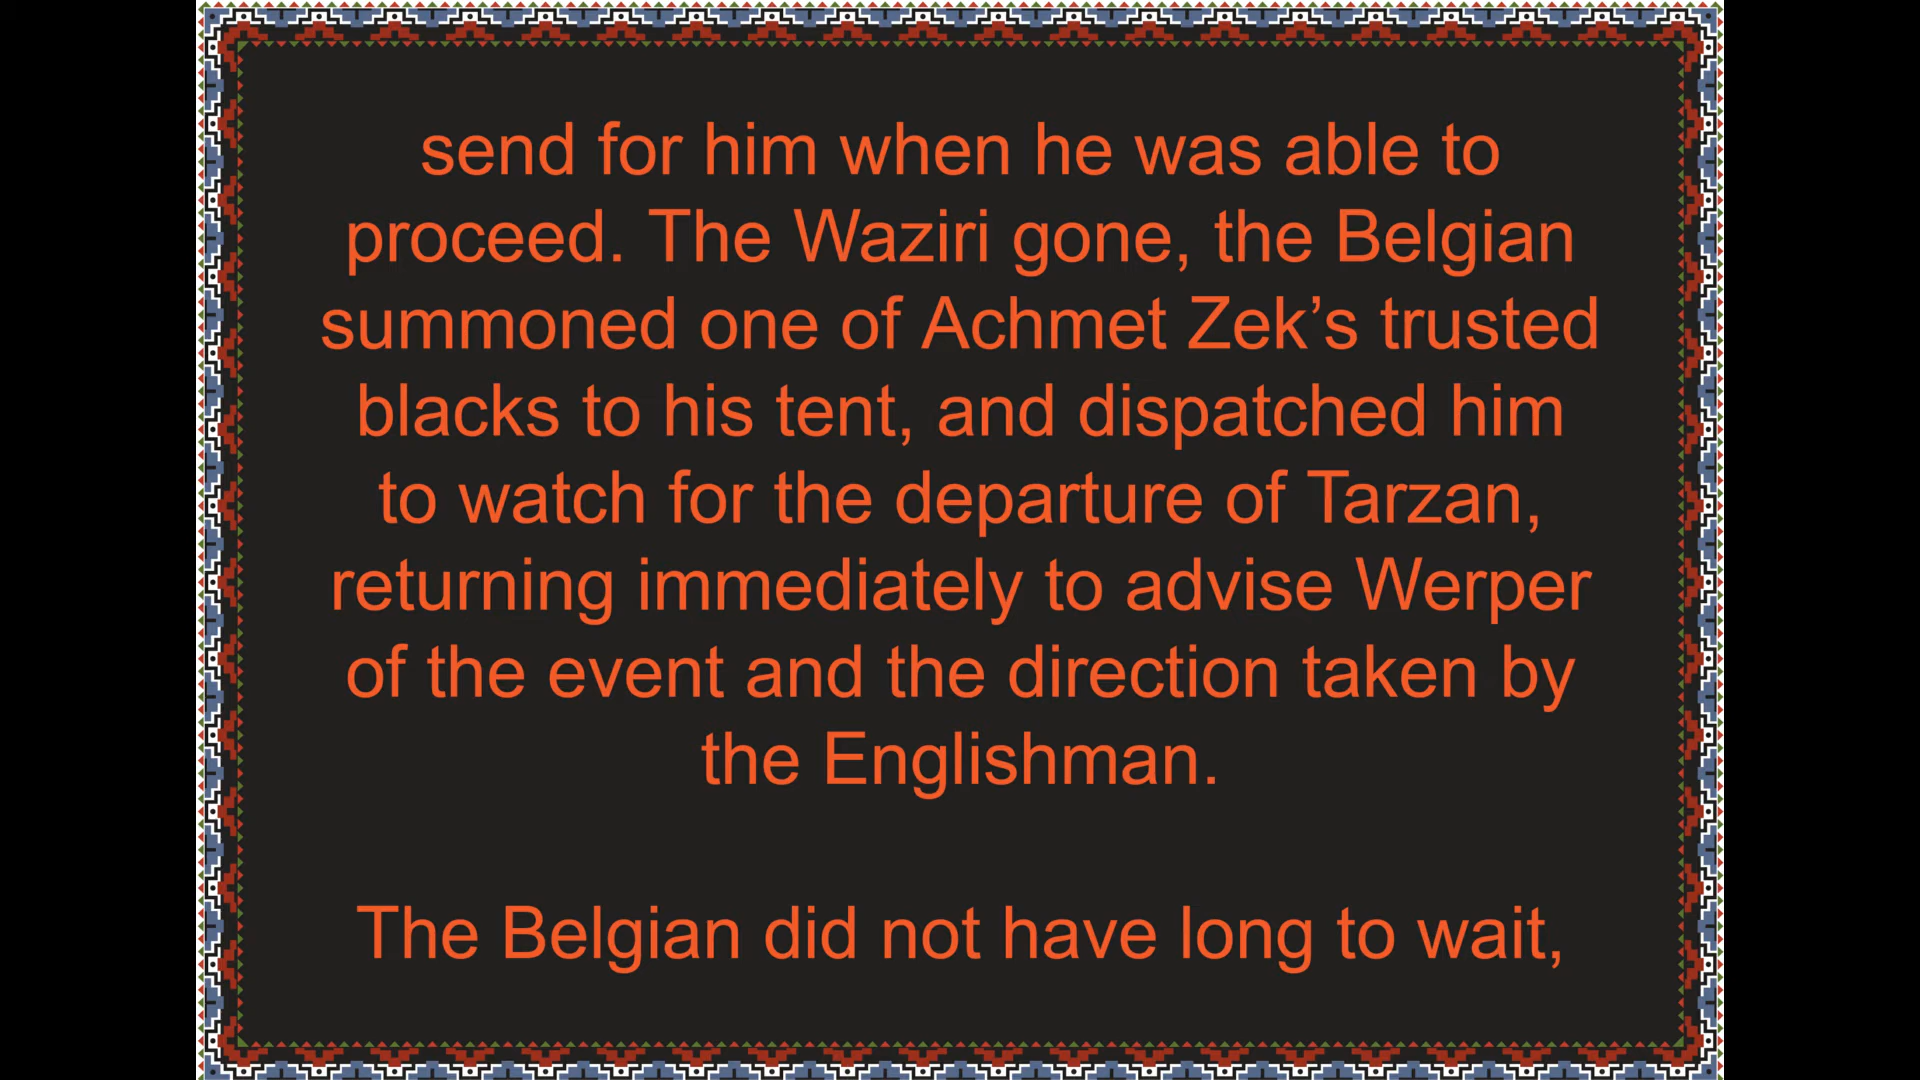 send for him when he was able to
proceed. The Waziri gone, the Belgian
summoned one of Achmet Zek’s trusted
blacks to his tent, and dispatched him
to watch for the departure of Tarzan,
returning immediately to advise Werper
of the event and the direction taken by
the Englishman.
The Belgian did not have long to wait,